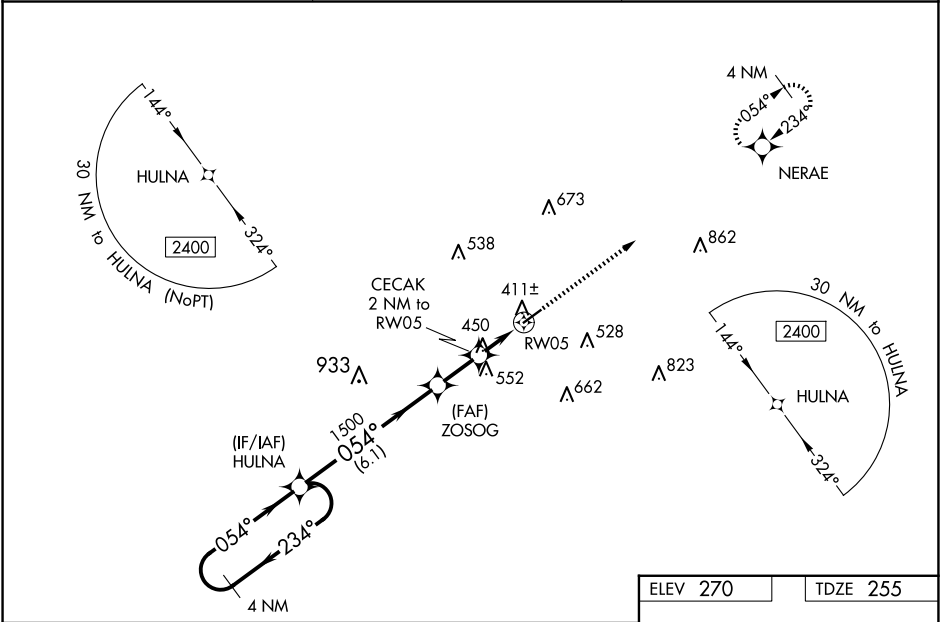 4 NM
054°
234°
NERAE
144°
HULNA
324°
2400
30 NM to HULNA (NoPT)
673
538
862
CECAK
2 NM to
RW05
411±
450
RW05
528
552
933
662
823
30 NM to HULNA
2400
144°
HULNA
324°
(FAF)
ZOSOG
1500
054°
(6.1)
(IF/IAF)
HULNA
054°
234°
4 NM
ELEV 270
TDZE 255